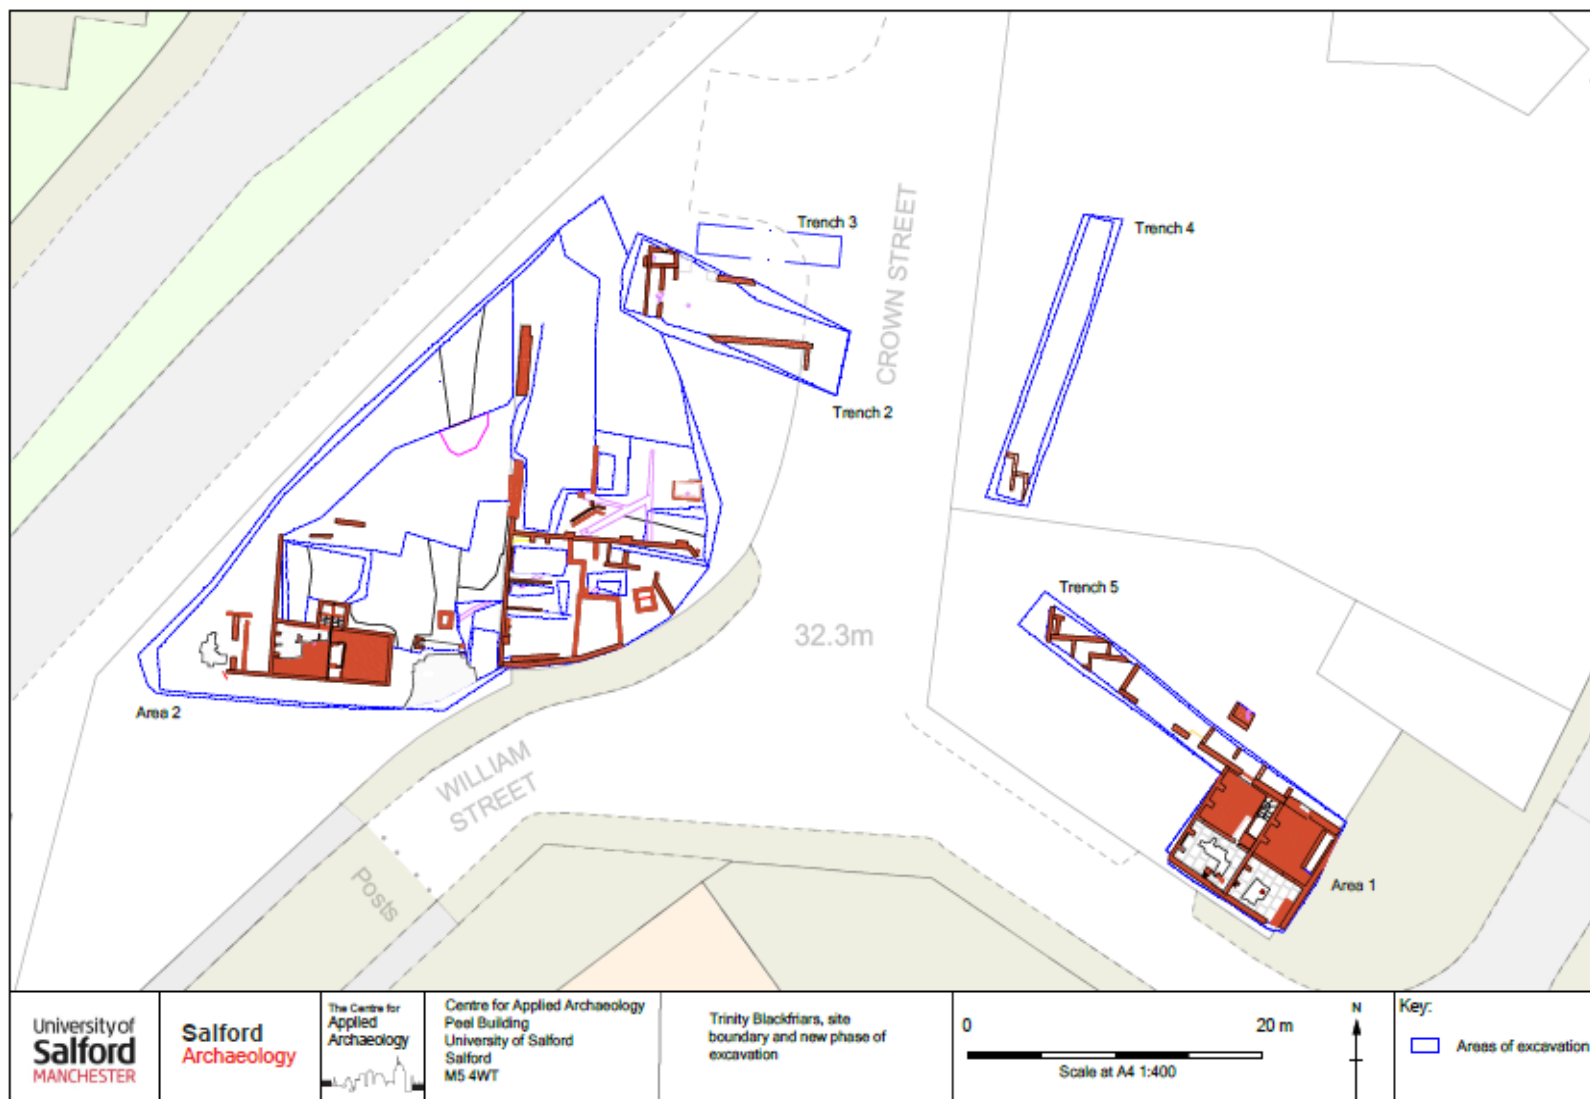 Trench 3
Trench 4
CROWN STREET
Trench 2
Trench 5
32.3m
Area 2
WILLIAM
STREET
Posts
Area 1
University of
Salford
MANCHESTER
Salford
Archaeology
The Centre for
Applied
Archaeology
Centre for Applied Archaeology
Peel Building
University of Salford
Salford
M5 4WT
Trinity Blackfriars, site
boundary and new phase of
excavation
0 20 m
Scale at A4 1:400
N
Key:
Areas of excavation